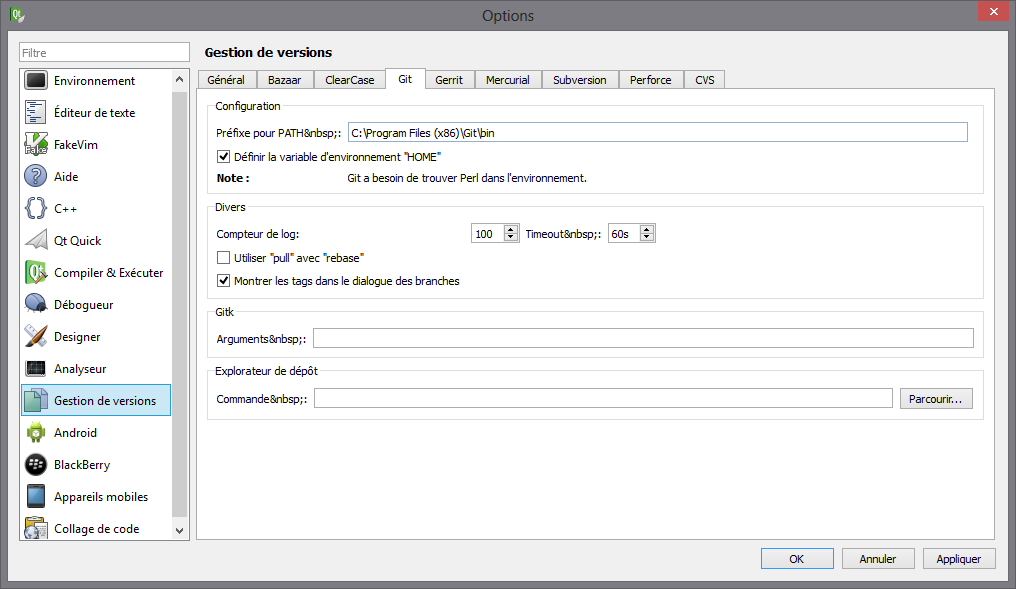 Options
Filtre
Environnement
Éditeur de texte
FakeVim
Aide
C++
Qt Quick
Compiler & Exécuter
Débogueur
Designer
Analyseur
Gestion de versions
Android
BlackBerry
Appareils mobiles
Collage de code
Gestion de versions
Général Bazaar ClearCase Git Gerrit Mercurial Subversion Perforce CVS
Configuration
Préfixe pour PATH&nbsp;: C:\Program Files (x86)\Git\bin
Définir la variable d'environnement "HOME"
Note : Git a besoin de trouver Perl dans l'environnement.
Divers
Compteur de log: 100 Timeout&nbsp;: 60s
Utiliser "pull" avec "rebase"
Montrer les tags dans le dialogue des branches
Gitk
Arguments&nbsp;:
Explorateur de dépôt
Commande&nbsp;: Parcourir...
OK Annuler Appliquer